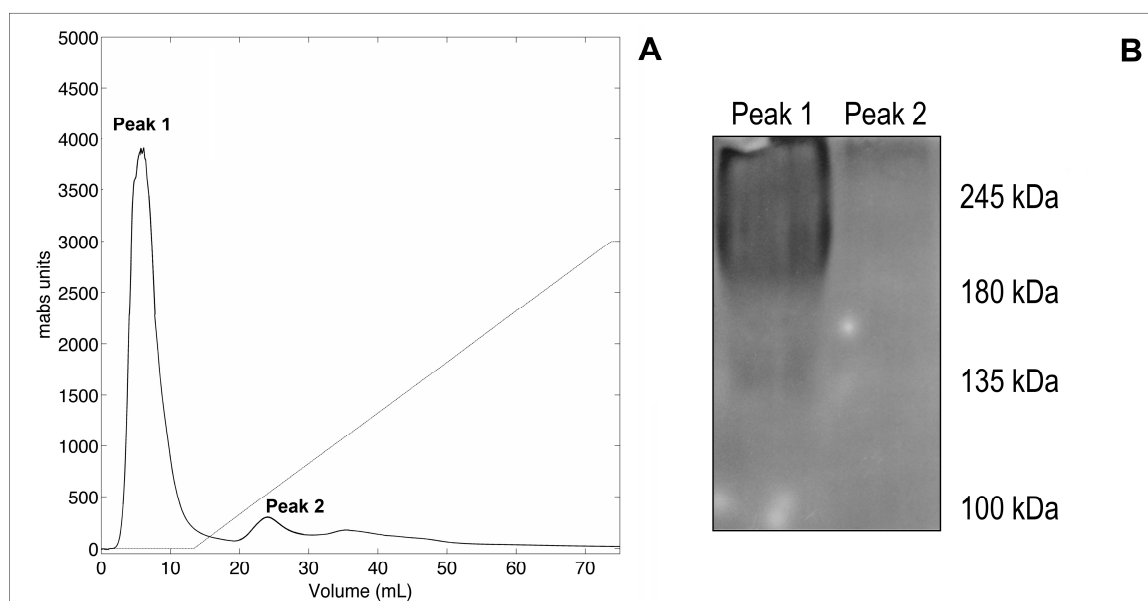 A
B
5000
4500
4000
3500
3000
2500
2000
1500
1000
500
0
mabs units
Peak 1
Peak 2
0 10 20 30 40 50 60 70
Volume (mL)
Peak 1 Peak 2
245 kDa
180 kDa
135 kDa
100 kDa